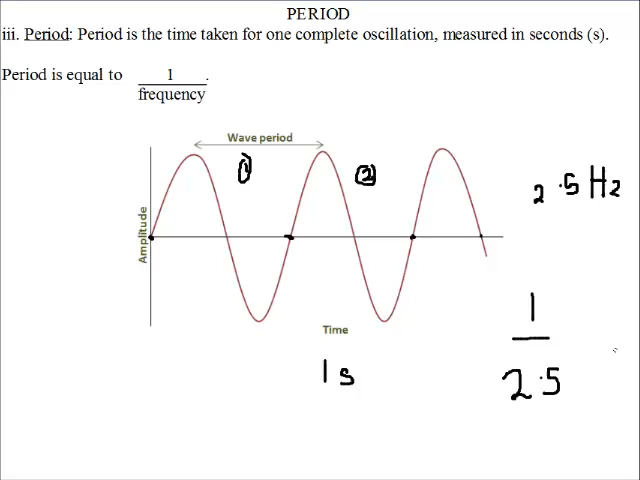 PERIOD
iii. Period: Period is the time taken for one complete oscillation, measured in seconds (s).
Period is equal to 1 .
frequency
Wave period
1 2
2.5 Hz
Amplitude
1
Time
1 s
2.5